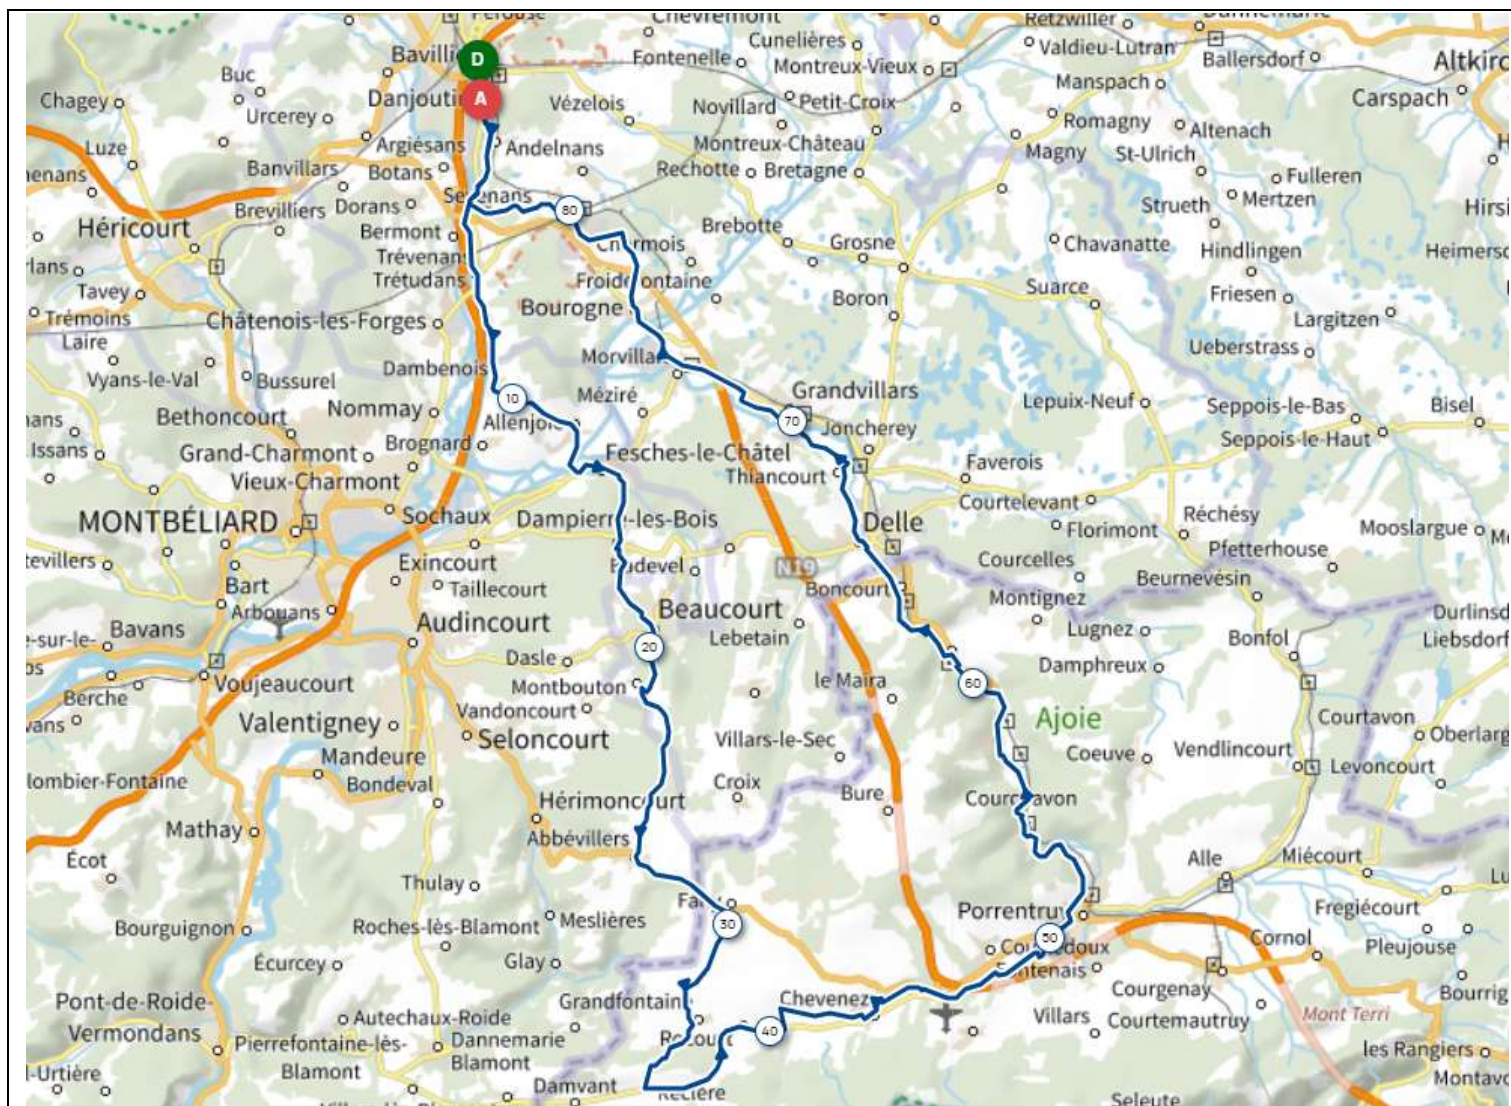 Chèvremont
Retzwiller
Cunelières
Valdieu-Lutran
Ballersdorf
Fontenelle
Montreux-Vieux
Altkirc
D
Buc
Manspach
Carspach
Chagey
A
Vézelois
Novillard
Petit-Croix
Urcerey
Romagny
Altenach
Luze
Argiésans
Andelnans
Montreux-Château
Magny
St-Ulrich
Banvillars
Botans
Rechotte
Bretagne
Fulleren
Mertzen
Brevilliers
Dorans
80
Strueth
Héricourt
Bermont
Brebotte
Grosne
Chavanatte
Hindlingen
Trévenans
Tavey
Trétudans
Suarce
Friesen
Trémoins
Châtenois-les-Forges
Bourogne
Boron
Largitzen
Laire
Ueberstrass
Vyans-le-Val
Bussurel
Dambenois
Grandvillars
Bethoncourt
Nommay
10
Méziré
70
Joncherey
Lepuix-Neuf
Seppois-le-Bas
Bisel
Issans
Grand-Charmont
Brognard
Fesches-le-Châtel
Seppois-le-Haut
Vieux-Charmont
Thiancourt
Faverois
MONTBÉLIARD
Sochaux
Dampierre-les-Bois
Delle
Courtelevant
Florimont
Réchésy
Mooslargue
Exincourt
N19
Courcelles
Pfetterhouse
Bart
Taillecourt
Boncourt
Beurnevésin
Arbouans
Audincourt
Beaucourt
Montignez
Bavans
Lebetain
Lugnez
Bonfol
20
Dasle
Damphreux
Berche
Voujeaucourt
Montbouton
le Maira
60
Valentigney
Vandoncourt
Ajoie
Courtavon
Seloncourt
Villars-le-Sec
Coeuve
Vendlincourt
Mandeure
Croix
Levoncourt
Bondeval
Hérimoncourt
Bure
Mathay
Abbévillers
Alle
Miécourt
Écot
Thulay
Bourguignon
Roches-lès-Blamont
Meslières
30
Porrentruy
Fregiécourt
50
Cornol
Pleujouse
Écurcey
Glay
Courgenay
Pont-de-Roide-
Vermondans
Autechaux-Roide
Chevenez
Villars
Courtemautruy
Mont Terri
Pierrefontaine-lès-
Blamont
Dannemarie
Blamont
40
les Rangiers
Damvant
Seleute